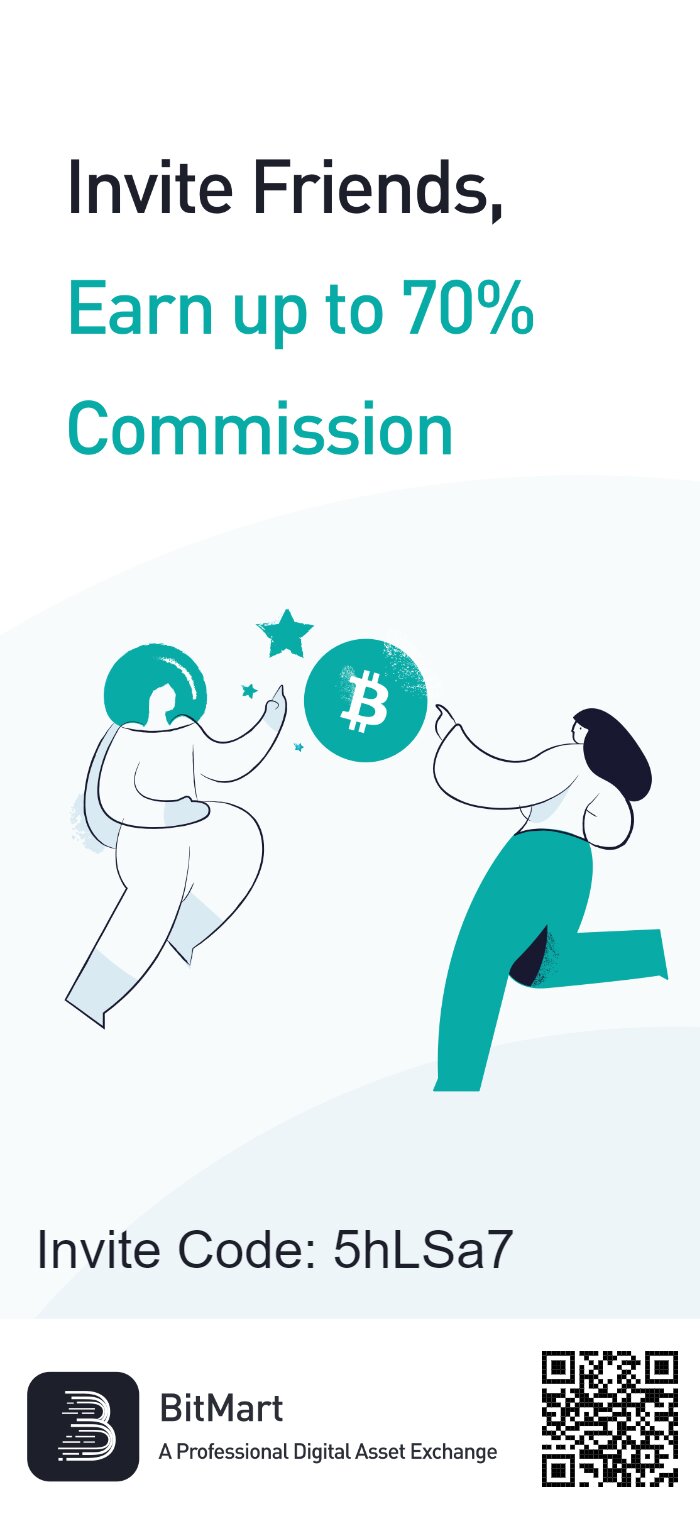 Invite Friends,
Earn up to 70%
Commission
Invite Code: 5hLSa7
BitMart
A Professional Digital Asset Exchange